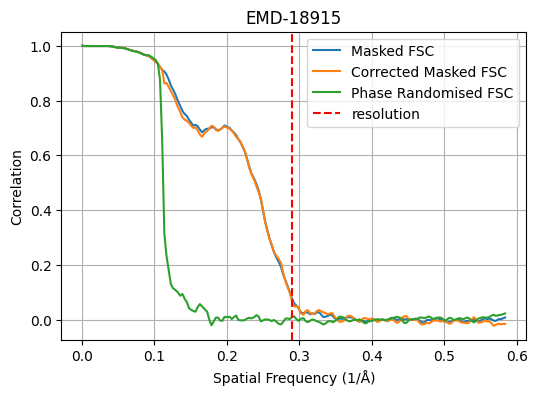 EMD-18915
Masked FSC
Corrected Masked FSC
Phase Randomised FSC
resolution
Correlation
1.0
0.8
0.6
0.4
0.2
0.0
0.0 0.1 0.2 0.3 0.4 0.5 0.6
Spatial Frequency (1/Å)